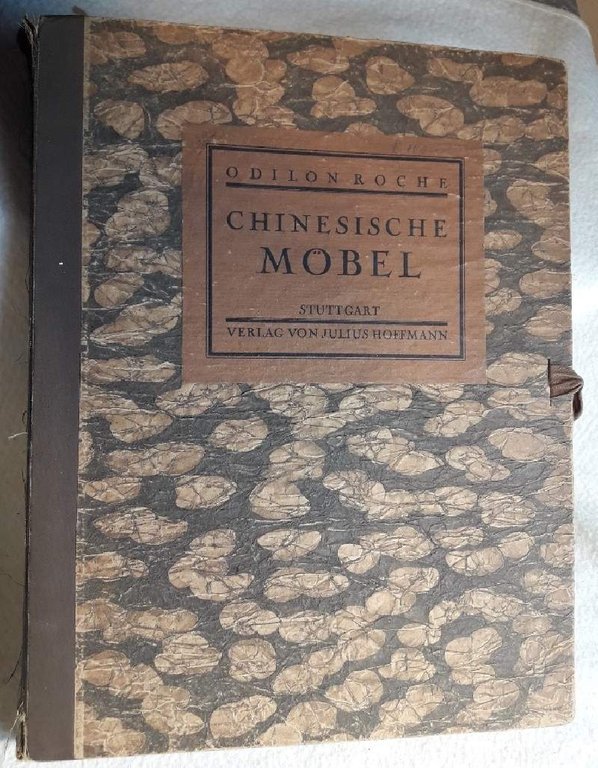 ODILON ROCHE
CHINESISCHE
MÖBEL
STUTTGART
VERLAG VON JULIUS HOFFMANN